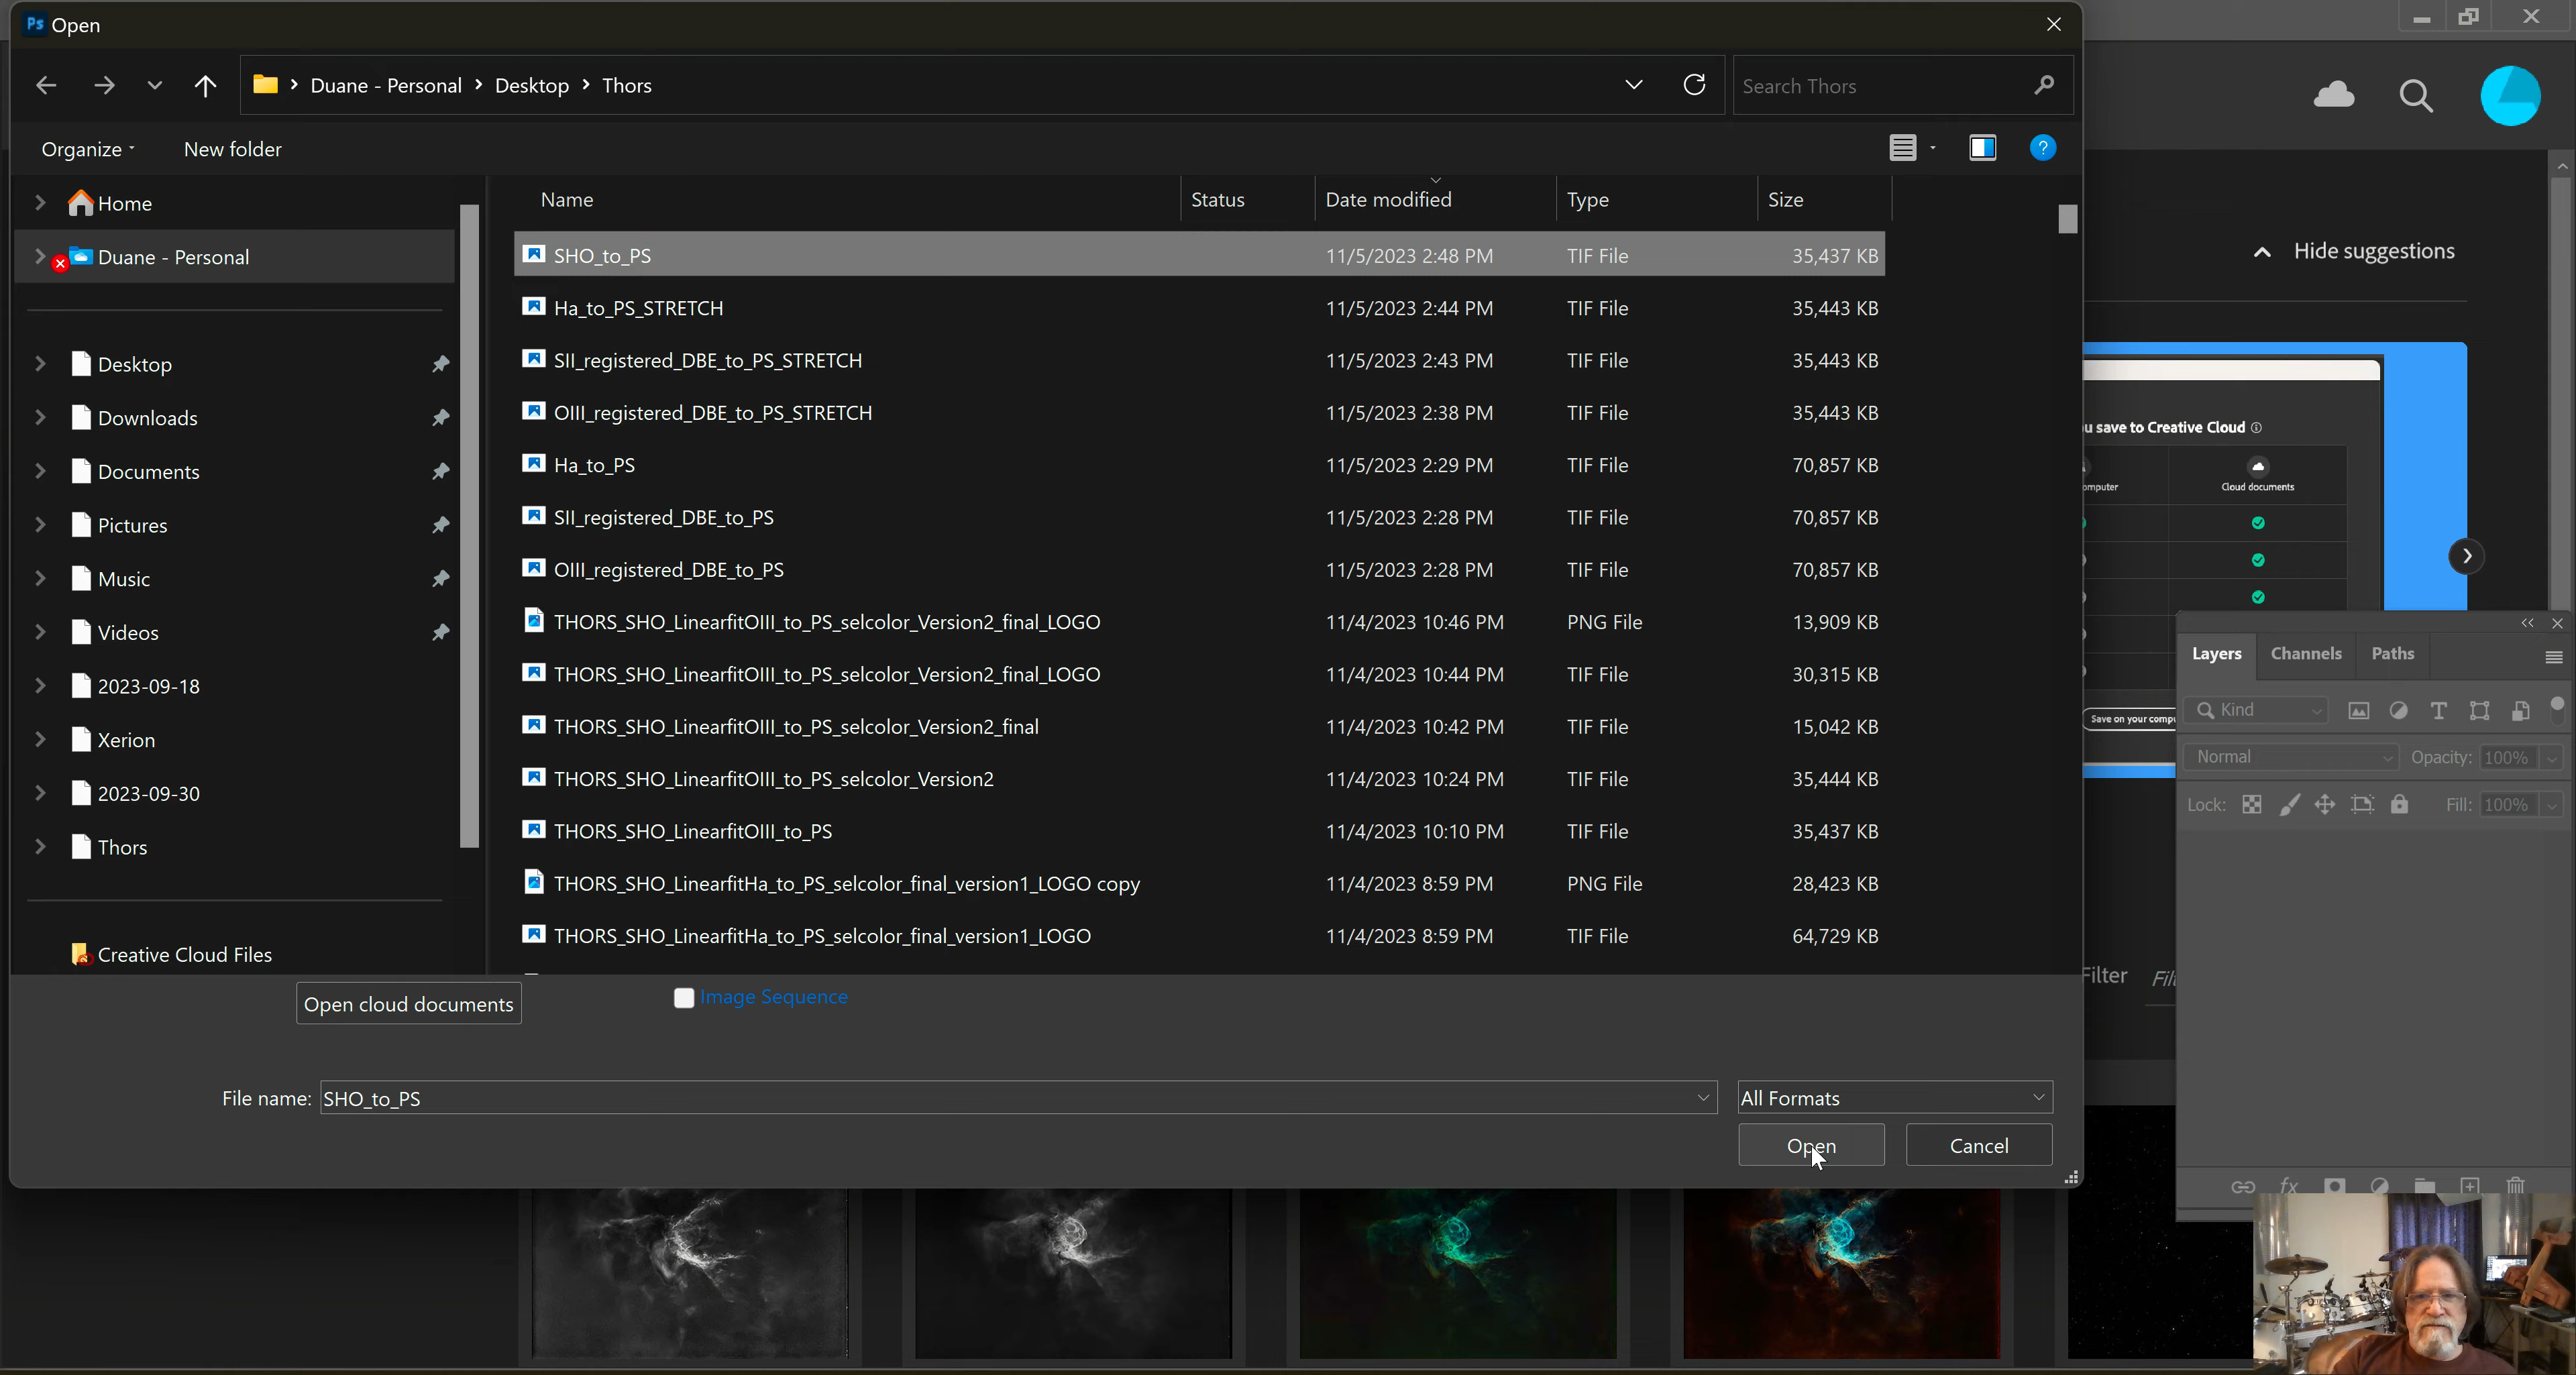 Ps Open
Duane - Personal > Desktop > Thors
Search Thors
Organize
New folder
Home
Duane - Personal
Desktop
Downloads
Documents
Pictures
Music
Videos
2023-09-18
Xerion
2023-09-30
Thors
Creative Cloud Files
Name Status Date modified Type Size
SHO_to_PS 11/5/2023 2:48 PM TIF File 35,437 KB
Ha_to_PS_STRETCH 11/5/2023 2:44 PM TIF File 35,443 KB
SII_registered_DBE_to_PS_STRETCH 11/5/2023 2:43 PM TIF File 35,443 KB
OIII_registered_DBE_to_PS_STRETCH 11/5/2023 2:38 PM TIF File 35,443 KB
Ha_to_PS 11/5/2023 2:29 PM TIF File 70,857 KB
SII_registered_DBE_to_PS 11/5/2023 2:28 PM TIF File 70,857 KB
OIII_registered_DBE_to_PS 11/5/2023 2:28 PM TIF File 70,857 KB
THORS_SHO_LinearfitOIII_to_PS_selcolor_Version2_final_LOGO 11/4/2023 10:46 PM PNG File 13,909 KB
THORS_SHO_LinearfitOIII_to_PS_selcolor_Version2_final_LOGO 11/4/2023 10:44 PM TIF File 30,315 KB
THORS_SHO_LinearfitOIII_to_PS_selcolor_Version2_final 11/4/2023 10:42 PM TIF File 15,042 KB
THORS_SHO_LinearfitOIII_to_PS_selcolor_Version2 11/4/2023 10:24 PM TIF File 35,444 KB
THORS_SHO_LinearfitOIII_to_PS 11/4/2023 10:10 PM TIF File 35,437 KB
THORS_SHO_LinearfitHa_to_PS_selcolor_final_version1_LOGO copy 11/4/2023 8:59 PM PNG File 28,423 KB
THORS_SHO_LinearfitHa_to_PS_selcolor_final_version1_LOGO 11/4/2023 8:59 PM TIF File 64,729 KB
Open cloud documents
Image Sequence
File name: SHO_to_PS
All Formats
Open
Cancel
Hide suggestions
u save to Creative Cloud
omputer
Cloud documents
Save on your compu
Layers Channels Paths
Kind
Normal Opacity: 100%
Lock: Fill: 100%
Filter Filt
fx